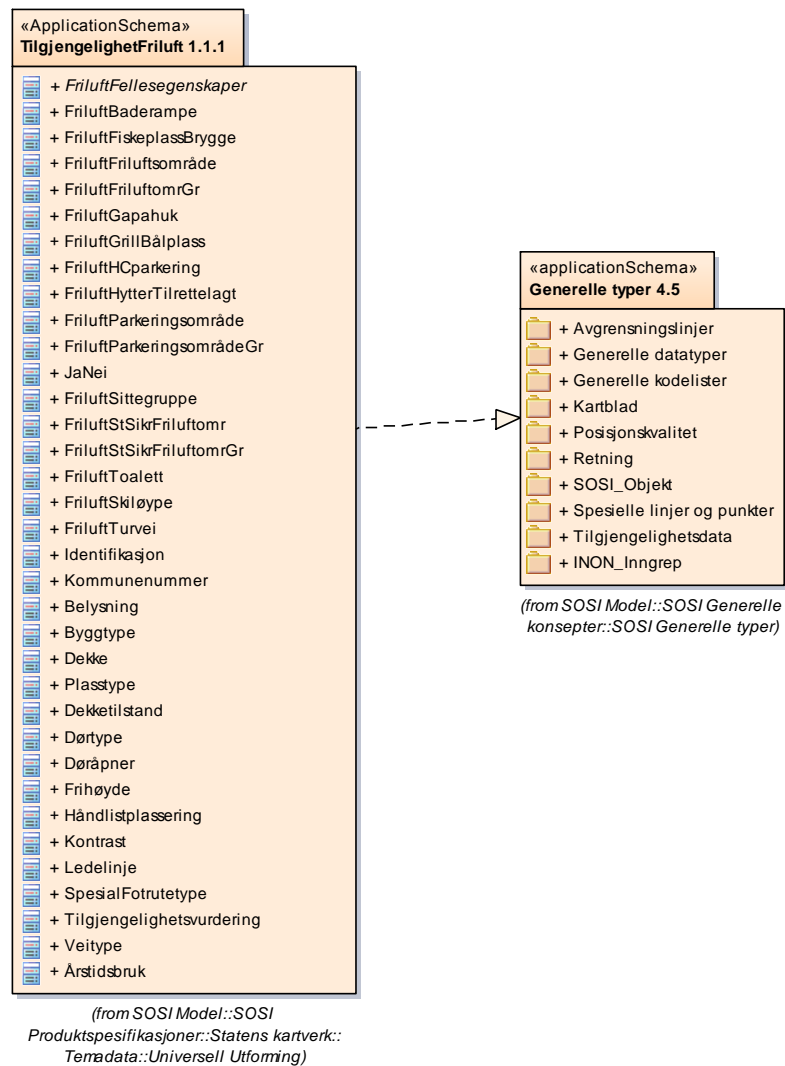 «ApplicationSchema»
TilgjengelighetFriluft 1.1.1
+ FriluftFellesegenskaper
+ FriluftBaderampe
+ FriluftFiskeplassBrygge
+ FriluftFriluftsområde
+ FriluftFriluftomrGr
+ FriluftGapahuk
+ FriluftGrillBålplass
+ FriluftHCparkering
+ FriluftHytterTilrettelagt
+ FriluftParkeringsområde
+ FriluftParkeringsområdeGr
+ JaNei
+ FriluftSittegruppe
+ FriluftStSikrFriluftomr
+ FriluftStSikrFriluftomrGr
+ FriluftToalett
+ FriluftSkiløype
+ FriluftTurvei
+ Identifikasjon
+ Kommunenummer
+ Belysning
+ Byggtype
+ Dekke
+ Plasstype
+ Dekketilstand
+ Dørtype
+ Døråpner
+ Frihøyde
+ Håndlistplassering
+ Kontrast
+ Ledelinje
+ SpesialFotrutetype
+ Tilgjengelighetsvurdering
+ Veitype
+ Årstidsbruk
(from SOSI Model::SOSI
Produktspesifikasjoner::Statens kartverk::
Temadata::Universell Utforming)
«applicationSchema»
Generelle typer 4.5
+ Avgrensningslinjer
+ Generelle datatyper
+ Generelle kodelister
+ Kartblad
+ Posisjonskvalitet
+ Retning
+ SOSI_Objekt
+ Spesielle linjer og punkter
+ Tilgjengelighetsdata
+ INON_Inngrep
(from SOSI Model::SOSI Generelle
konsepter::SOSI Generelle typer)